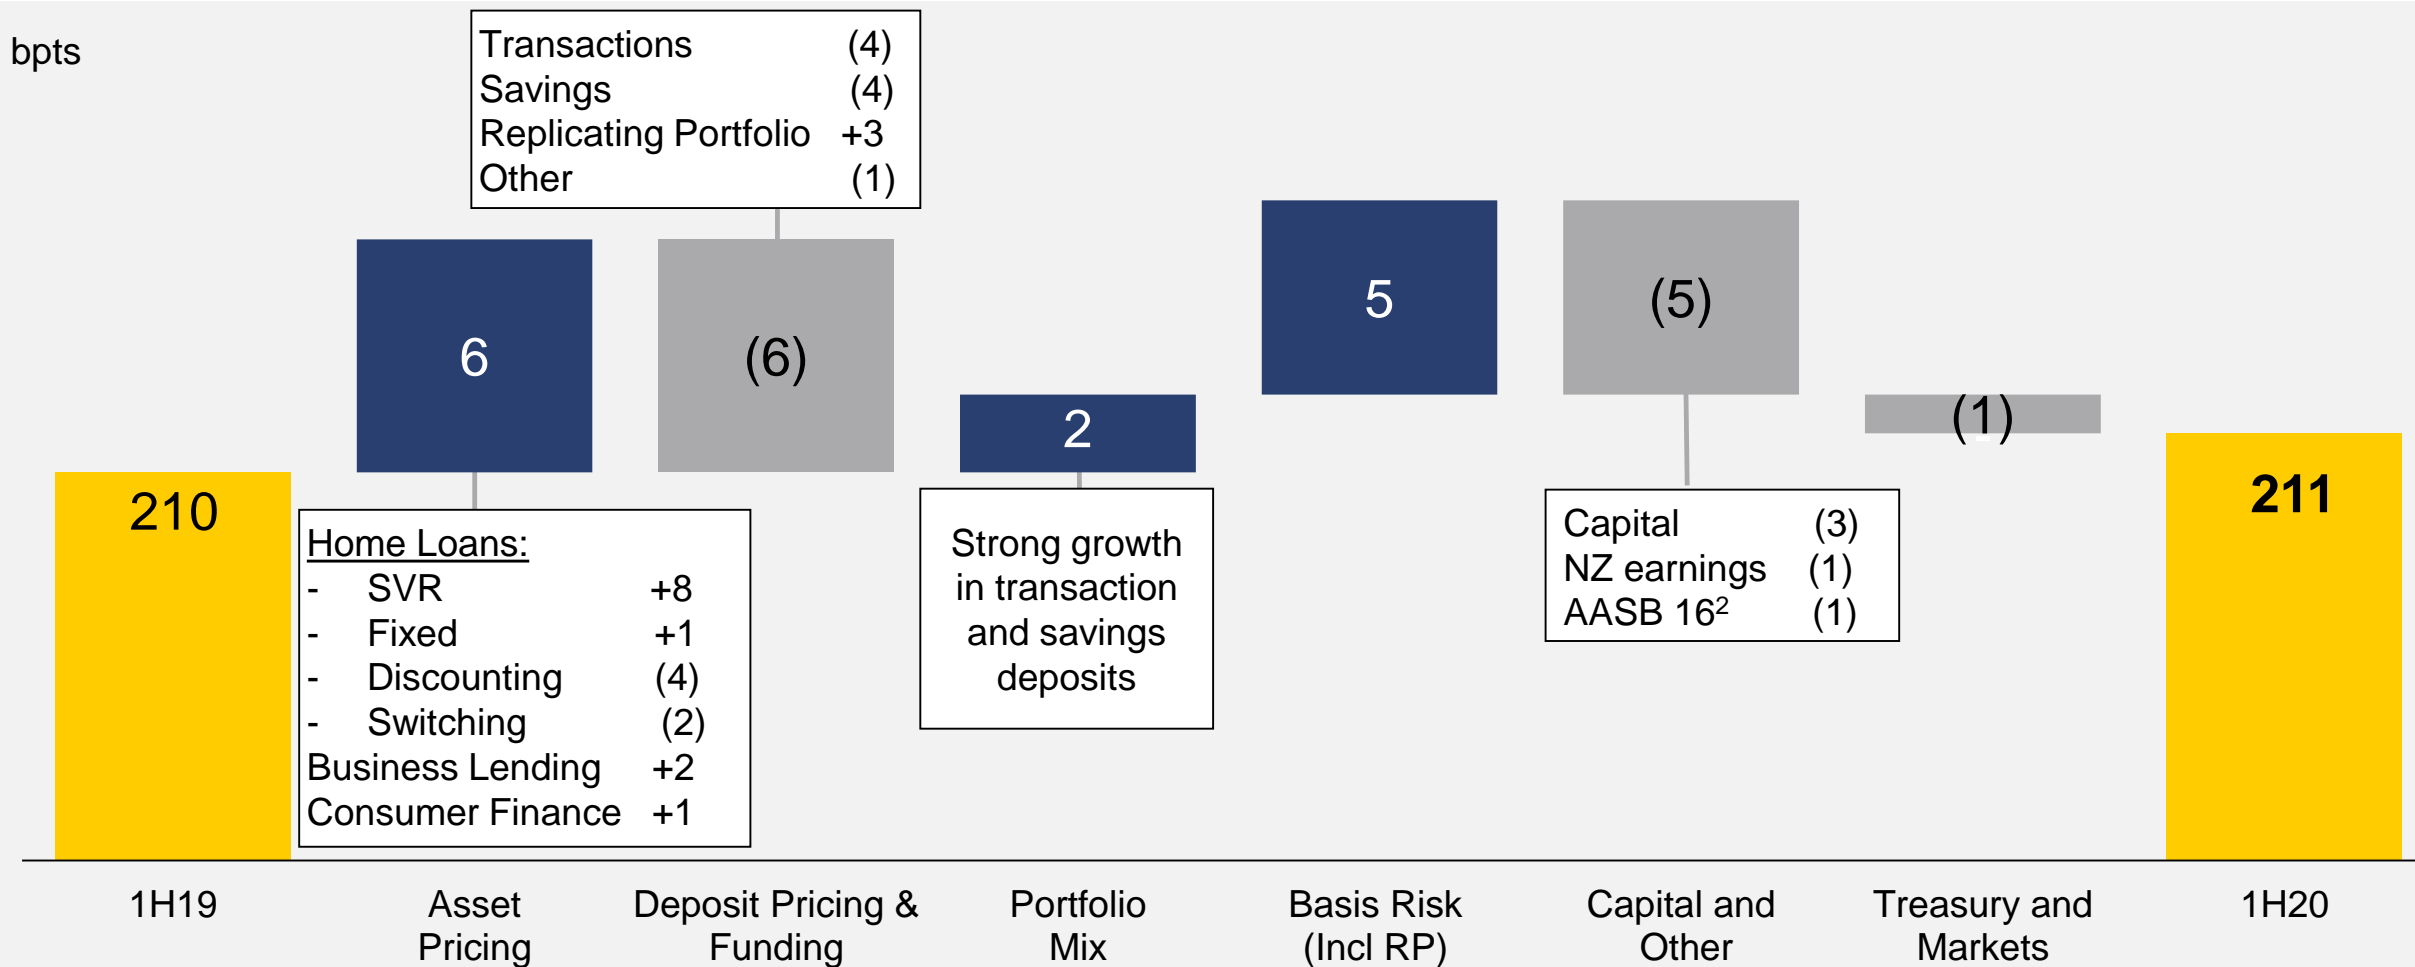 bpts
Transactions (4)
Savings (4)
Replicating Portfolio +3
Other (1)
210
6
(6)
2
5
(5)
(1)
211
Home Loans:
- SVR +8
- Fixed +1
- Discounting (4)
- Switching (2)
Business Lending +2
Consumer Finance +1
Strong growth
in transaction
and savings
deposits
Capital (3)
NZ earnings (1)
AASB 16² (1)
1H19
Asset
Pricing
Deposit Pricing &
Funding
Portfolio
Mix
Basis Risk
(Incl RP)
Capital and
Other
Treasury and
Markets
1H20